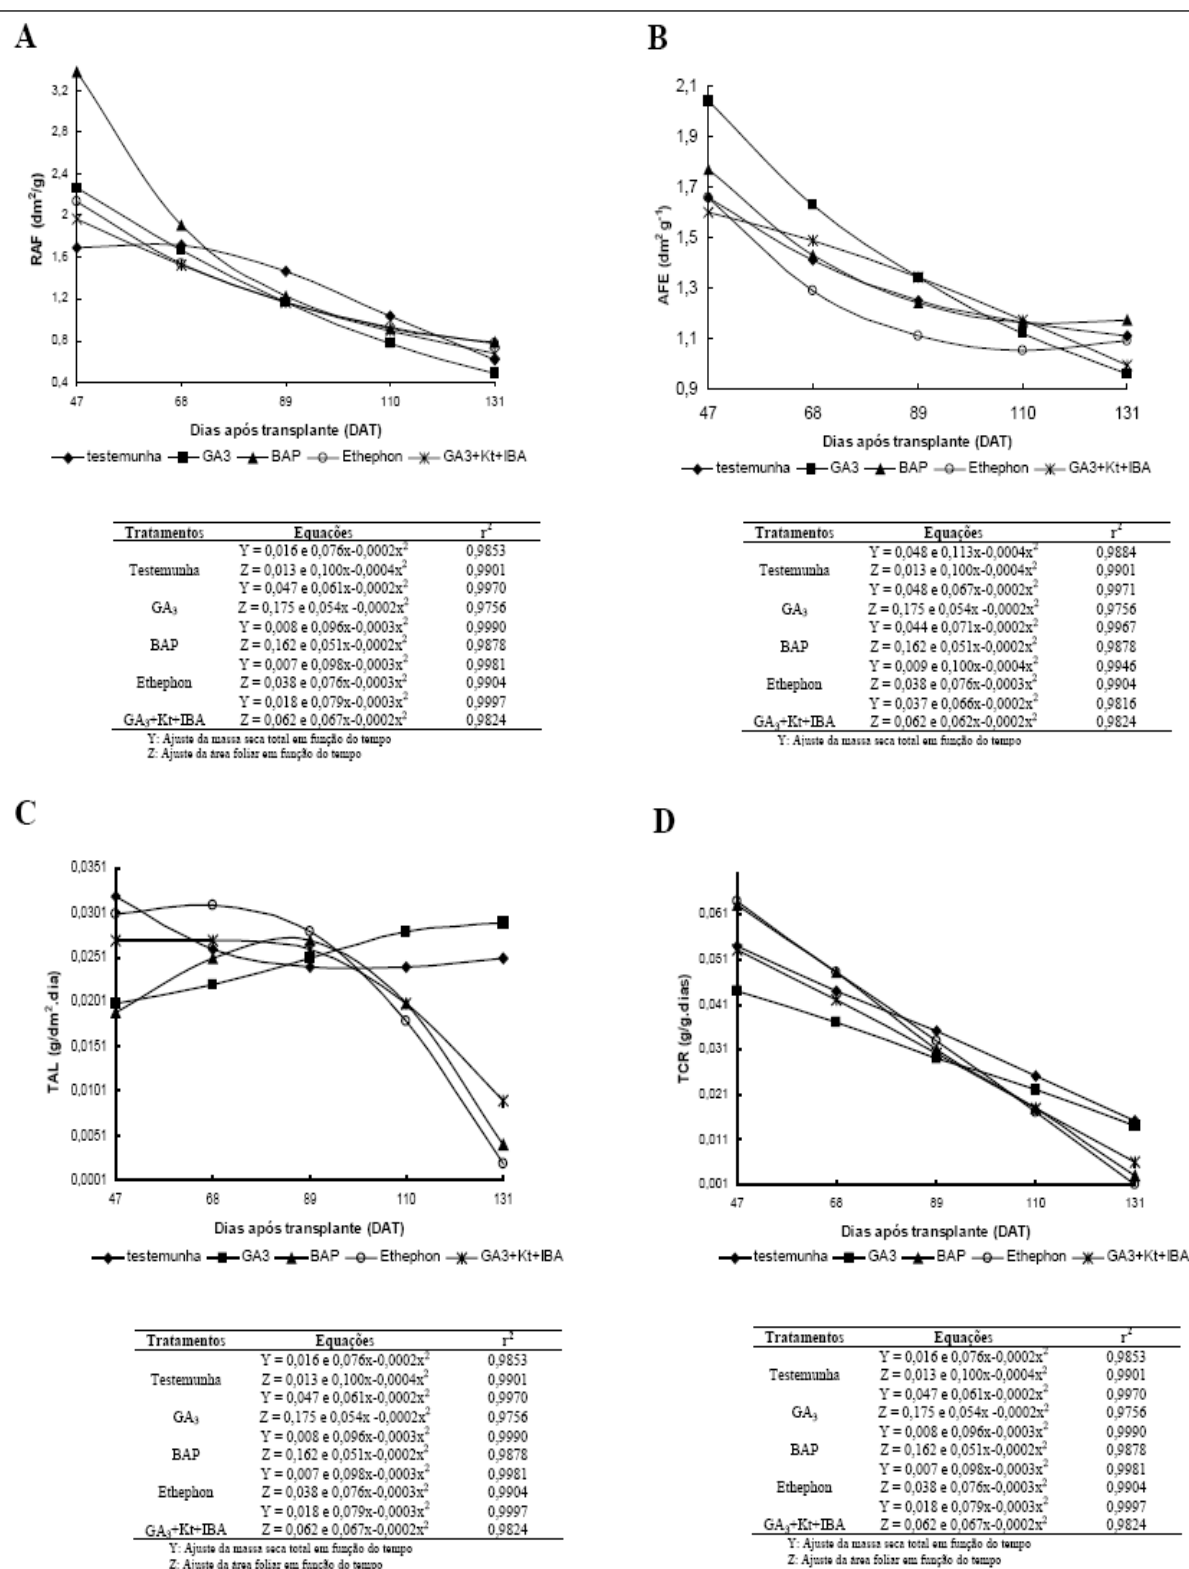 A
RAF (dm²/g)
3,2
2,8
2,4
2
1,6
1,2
0,8
0,4
47 68 89 110 131
Dias após transplante (DAT)
testemunha GA3 BAP Ethephon GA3+Kt+IBA
Tratamentos Equações r²
Y = 0,016 e 0,076x-0,0002x² 0,9853
Testemunha Z = 0,013 e 0,100x-0,0004x² 0,9901
Y = 0,047 e 0,061x-0,0002x² 0,9970
GA₃ Z = 0,175 e 0,054x -0,0002x² 0,9756
Y = 0,008 e 0,096x-0,0003x² 0,9990
BAP Z = 0,162 e 0,051x-0,0002x² 0,9878
Y = 0,007 e 0,098x-0,0003x² 0,9981
Ethephon Z = 0,038 e 0,076x-0,0003x² 0,9904
Y = 0,018 e 0,079x-0,0003x² 0,9997
GA₃+Kt+IBA Z = 0,062 e 0,067x-0,0002x² 0,9824
Y: Ajuste da massa seca total em função do tempo
Z: Ajuste da área foliar em função do tempo
B
AFE (dm² g⁻¹)
2,1
1,9
1,7
1,5
1,3
1,1
0,9
47 68 89 110 131
Dias após transplante (DAT)
testemunha GA3 BAP Ethephon GA3+Kt+IBA
Tratamentos Equações r²
Y = 0,048 e 0,113x-0,0004x² 0,9884
Testemunha Z = 0,013 e 0,100x-0,0004x² 0,9901
Y = 0,048 e 0,067x-0,0002x² 0,9971
GA₃ Z = 0,175 e 0,054x -0,0002x² 0,9756
Y = 0,044 e 0,071x-0,0002x² 0,9967
BAP Z = 0,162 e 0,051x-0,0002x² 0,9878
Y = 0,009 e 0,100x-0,0004x² 0,9946
Ethephon Z = 0,038 e 0,076x-0,0003x² 0,9904
Y = 0,037 e 0,066x-0,0002x² 0,9816
GA₃+Kt+IBA Z = 0,062 e 0,062x-0,0002x² 0,9824
Y: Ajuste da massa seca total em função do tempo
C
TAL (g/dm².dia)
0,0351
0,0301
0,0251
0,0201
0,0151
0,0101
0,0051
0,0001
47 68 89 110 131
Dias após transplante (DAT)
testemunha GA3 BAP Ethephon GA3+Kt+IBA
Tratamentos Equações r²
Y = 0,016 e 0,076x-0,0002x² 0,9853
Testemunha Z = 0,013 e 0,100x-0,0004x² 0,9901
Y = 0,047 e 0,061x-0,0002x² 0,9970
GA₃ Z = 0,175 e 0,054x -0,0002x² 0,9756
Y = 0,008 e 0,096x-0,0003x² 0,9990
BAP Z = 0,162 e 0,051x-0,0002x² 0,9878
Y = 0,007 e 0,098x-0,0003x² 0,9981
Ethephon Z = 0,038 e 0,076x-0,0003x² 0,9904
Y = 0,018 e 0,079x-0,0003x² 0,9997
GA₃+Kt+IBA Z = 0,062 e 0,067x-0,0002x² 0,9824
Y: Ajuste da massa seca total em função do tempo
Z: Ajuste da área foliar em função do tempo
D
TCR (g/g.dias)
0,061
0,051
0,041
0,031
0,021
0,011
0,001
47 68 89 110 131
Dias após transplante (DAT)
testemunha GA3 BAP Ethephon GA3+Kt+IBA
Tratamentos Equações r²
Y = 0,016 e 0,076x-0,0002x² 0,9853
Testemunha Z = 0,013 e 0,100x-0,0004x² 0,9901
Y = 0,047 e 0,061x-0,0002x² 0,9970
GA₃ Z = 0,175 e 0,054x -0,0002x² 0,9756
Y = 0,008 e 0,096x-0,0003x² 0,9990
BAP Z = 0,162 e 0,051x-0,0002x² 0,9878
Y = 0,007 e 0,098x-0,0003x² 0,9981
Ethephon Z = 0,038 e 0,076x-0,0003x² 0,9904
Y = 0,018 e 0,079x-0,0003x² 0,9997
GA₃+Kt+IBA Z = 0,062 e 0,067x-0,0002x² 0,9824
Y: Ajuste da massa seca total em função do tempo
Z: Ajuste da área foliar em função do tempo